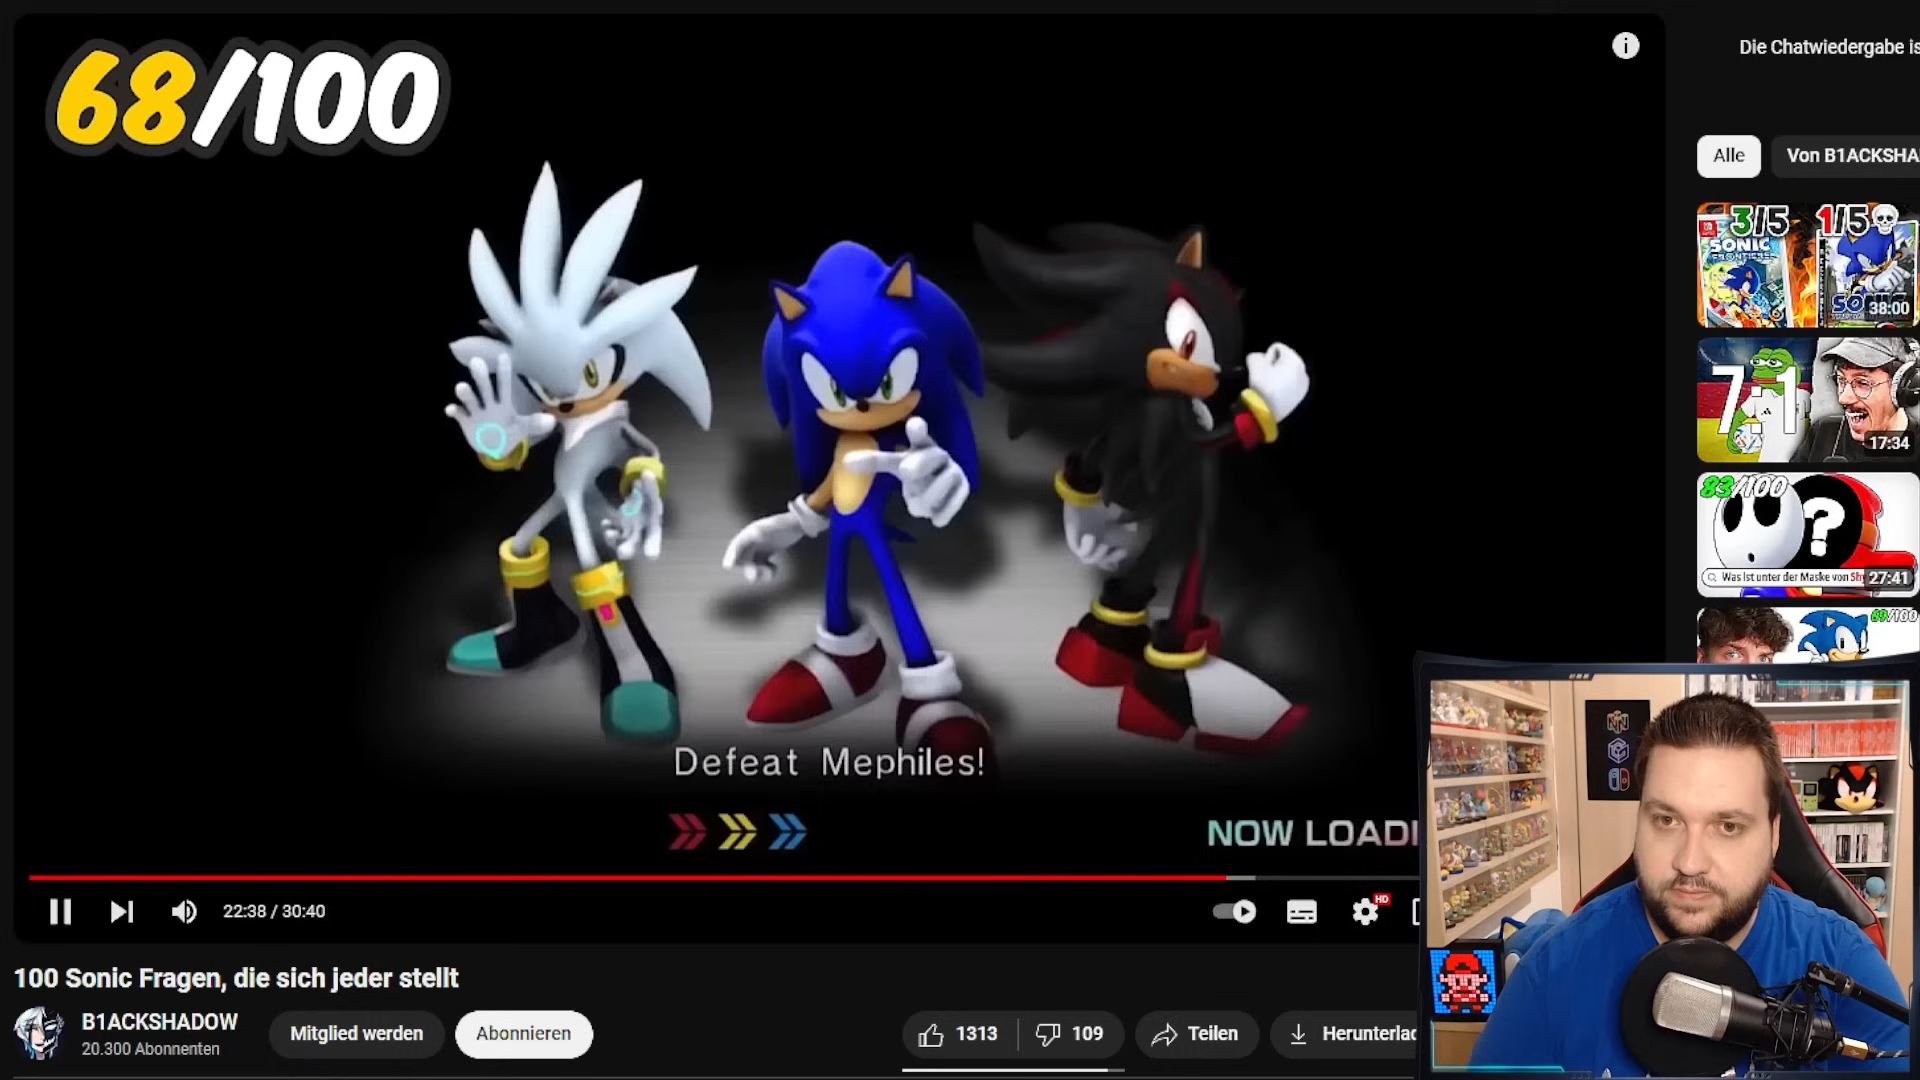 68/100
Die Chatwiedergabe is
Alle
Von B1ACKSHA
3/5
1/5
SONIC
FRONTIERS
38:00
7:1
17:34
83/100
?
Was ist unter der Maske von Sh
27:41
69/100
Defeat Mephiles!
NOW LOADI
22:38 / 30:40
HD
100 Sonic Fragen, die sich jeder stellt
B1ACKSHADOW
20.300 Abonnenten
Mitglied werden
Abonnieren
1313
109
Teilen
Herunterlad